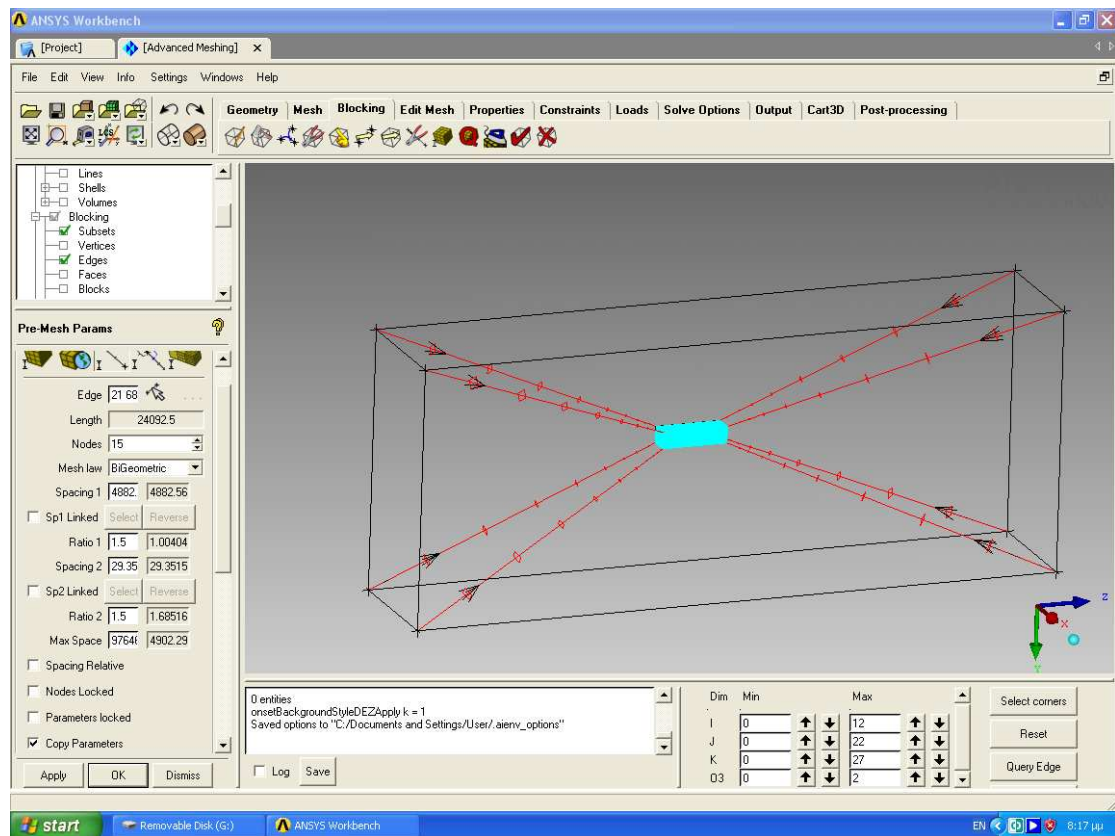 ANSYS Workbench
[Project] [Advanced Meshing] X
File Edit View Info Settings Windows Help
Geometry Mesh Blocking Edit Mesh Properties Constraints Loads Solve Options Output Cart3D Post-processing
LCS
Lines
Shells
Volumes
Blocking
Subsets
Vertices
Edges
Faces
Blocks
Pre-Mesh Params
Edge 21 68 ...
Length 24092.5
Nodes 15
Mesh law BiGeometric
Spacing 1 4882. 4882.56
Sp1 Linked Select Reverse
Ratio 1 1.5 1.00404
Spacing 2 29.35 29.3515
Sp2 Linked Select Reverse
Ratio 2 1.5 1.68516
Max Space 9764 4902.29
Spacing Relative
Nodes Locked
Parameters locked
Copy Parameters
Apply OK Dismiss
Z
X
Y
0 entities
onsetBackgroundStyleDEZApply k = 1
Saved options to "C:/Documents and Settings/User/.aienv_options"
Log Save
Dim Min Max
I 0 12
J 0 22
K 0 27
O3 0 2
Select corners
Reset
Query Edge
start Removable Disk (G:) ANSYS Workbench EN 8:17 μμ